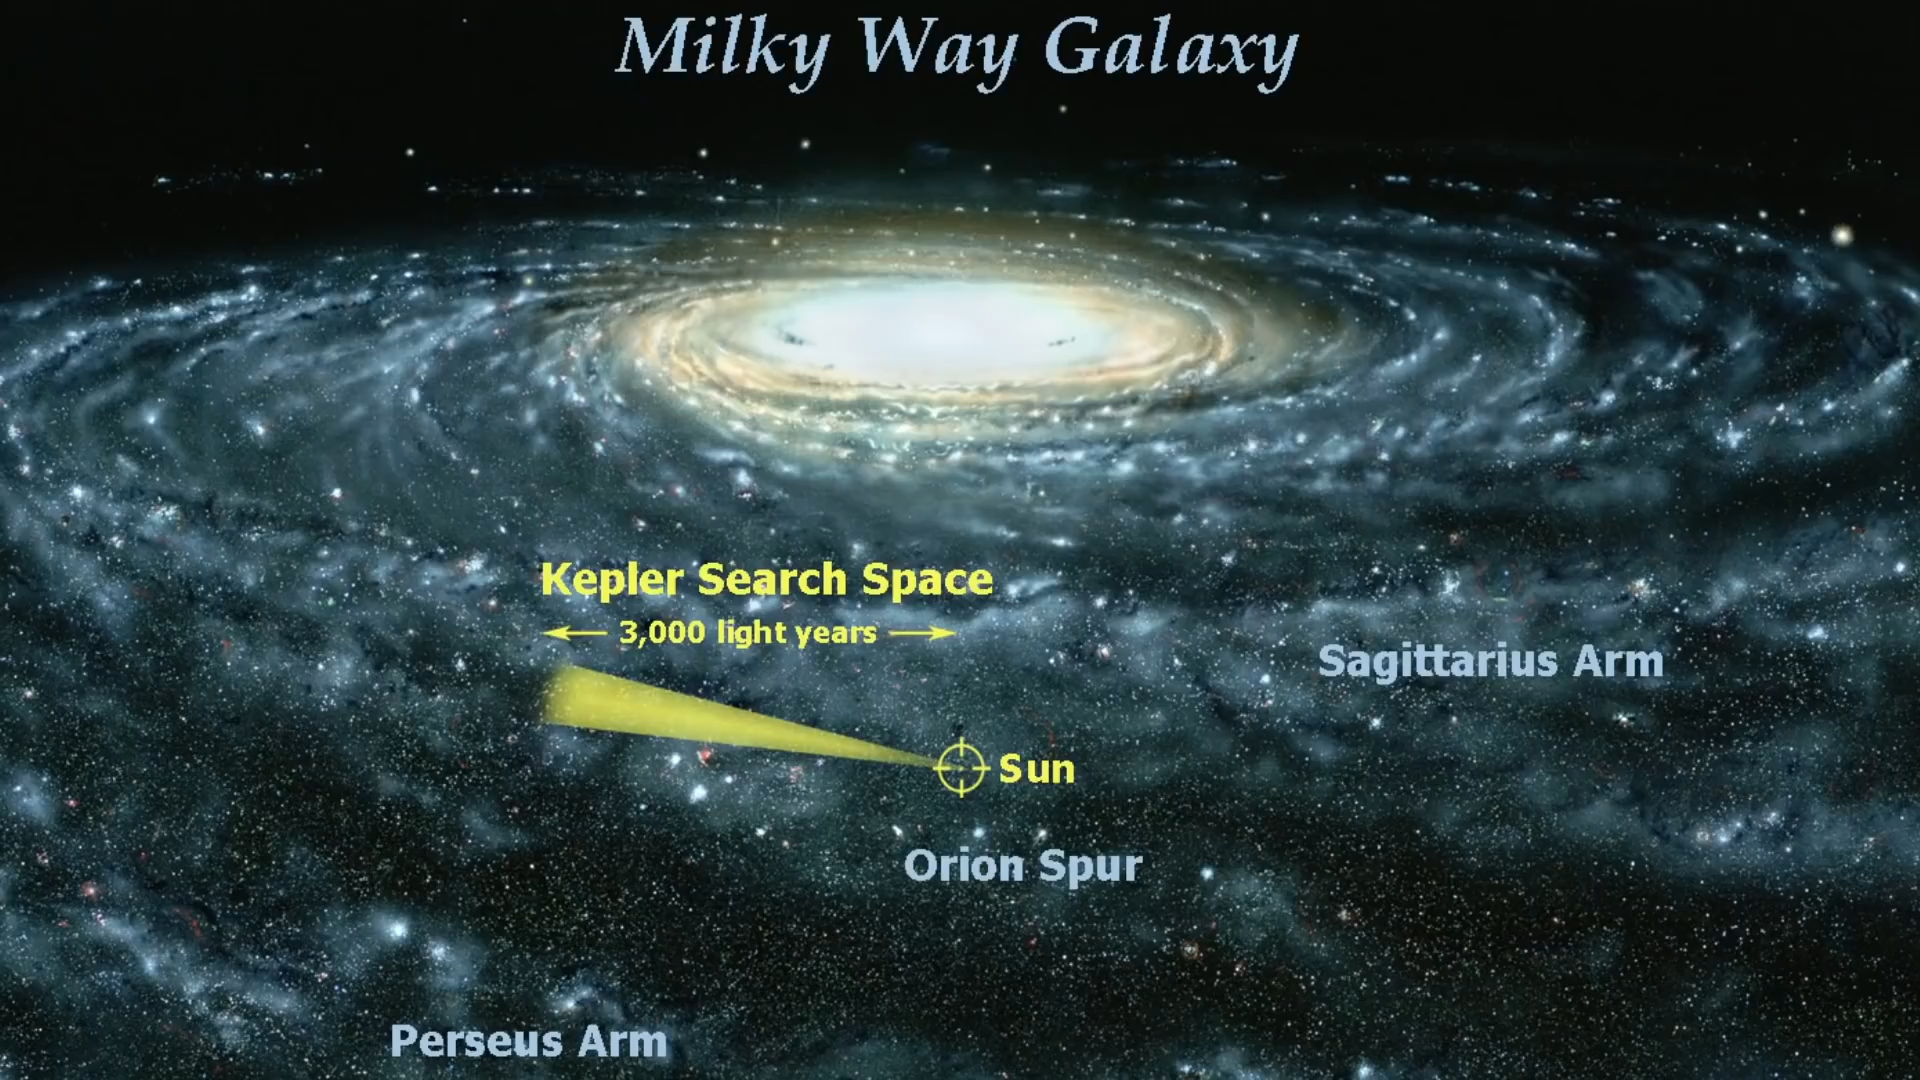 Milky Way Galaxy
Kepler Search Space
3,000 light years
Sagittarius Arm
Sun
Orion Spur
Perseus Arm